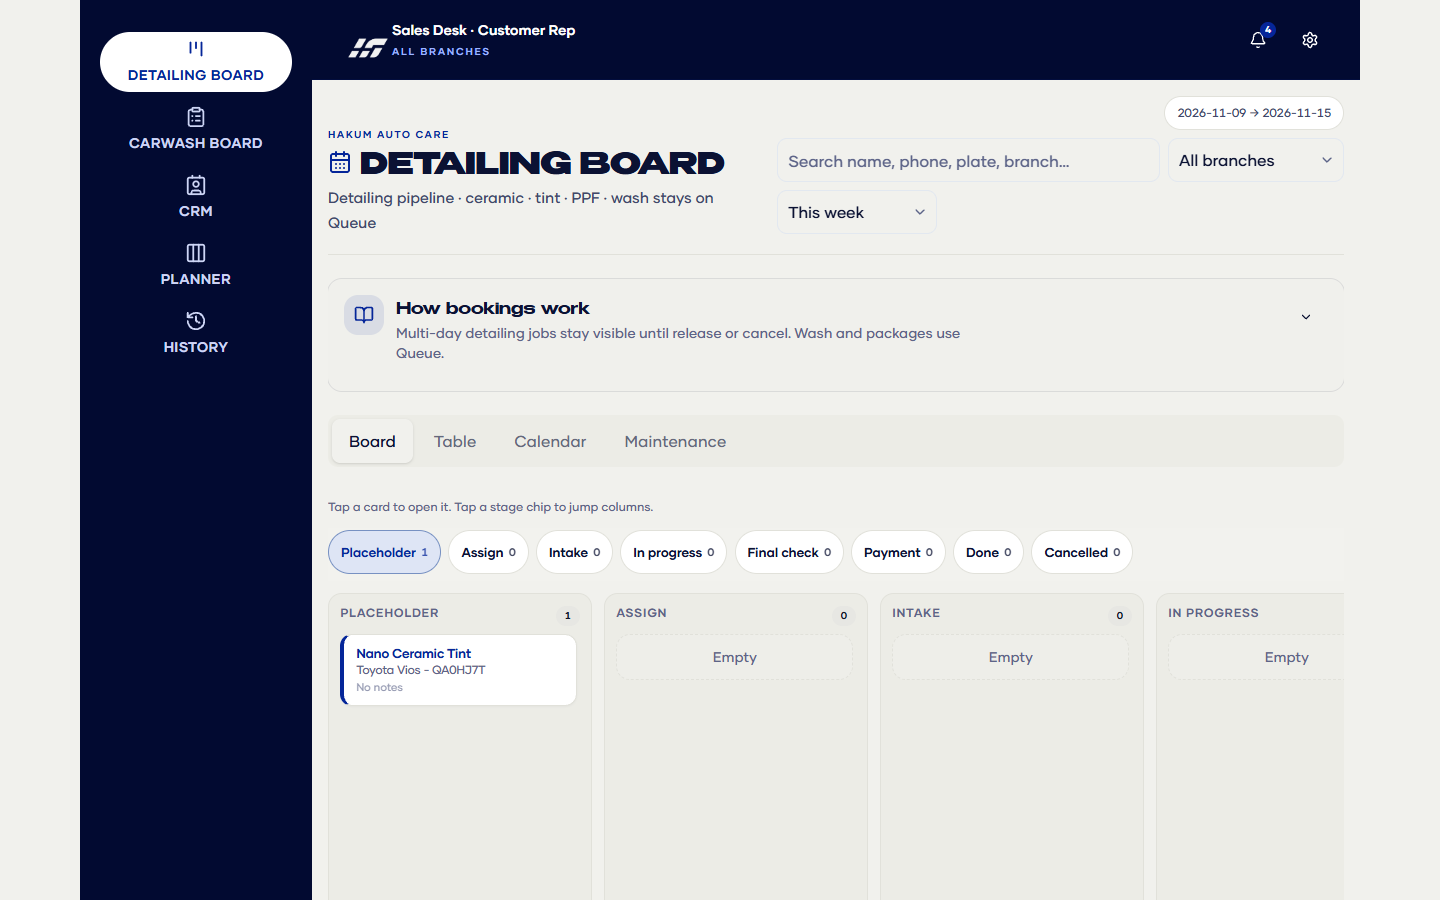 DETAILING BOARD
CARWASH BOARD
CRM
PLANNER
HISTORY
Sales Desk · Customer Rep
ALL BRANCHES
4
2026-11-09 → 2026-11-15
HAKUM AUTO CARE
DETAILING BOARD
Detailing pipeline · ceramic · tint · PPF · wash stays on
Queue
Search name, phone, plate, branch...
All branches
This week
How bookings work
Multi-day detailing jobs stay visible until release or cancel. Wash and packages use
Queue.
Board Table Calendar Maintenance
Tap a card to open it. Tap a stage chip to jump columns.
Placeholder 1 Assign 0 Intake 0 In progress 0 Final check 0 Payment 0 Done 0 Cancelled 0
PLACEHOLDER 1
Nano Ceramic Tint
Toyota Vios - QA0HJ7T
No notes
ASSIGN 0
Empty
INTAKE 0
Empty
IN PROGRESS
Empty